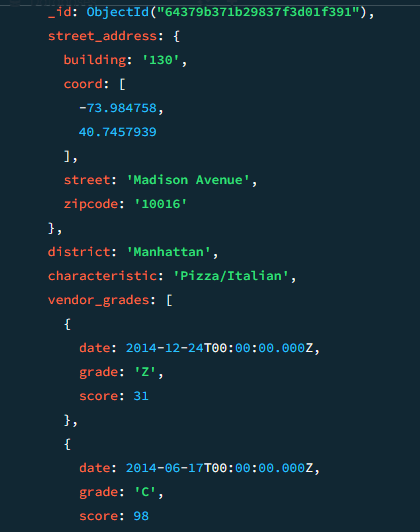 _id: ObjectId("64379b371b29837f3d01f391"),
street_address: {
building: '130',
coord: [
-73.984758,
40.7457939
],
street: 'Madison Avenue',
zipcode: '10016'
},
district: 'Manhattan',
characteristic: 'Pizza/Italian',
vendor_grades: [
{
date: 2014-12-24T00:00:00.000Z,
grade: 'Z',
score: 31
},
{
date: 2014-06-17T00:00:00.000Z,
grade: 'C',
score: 98